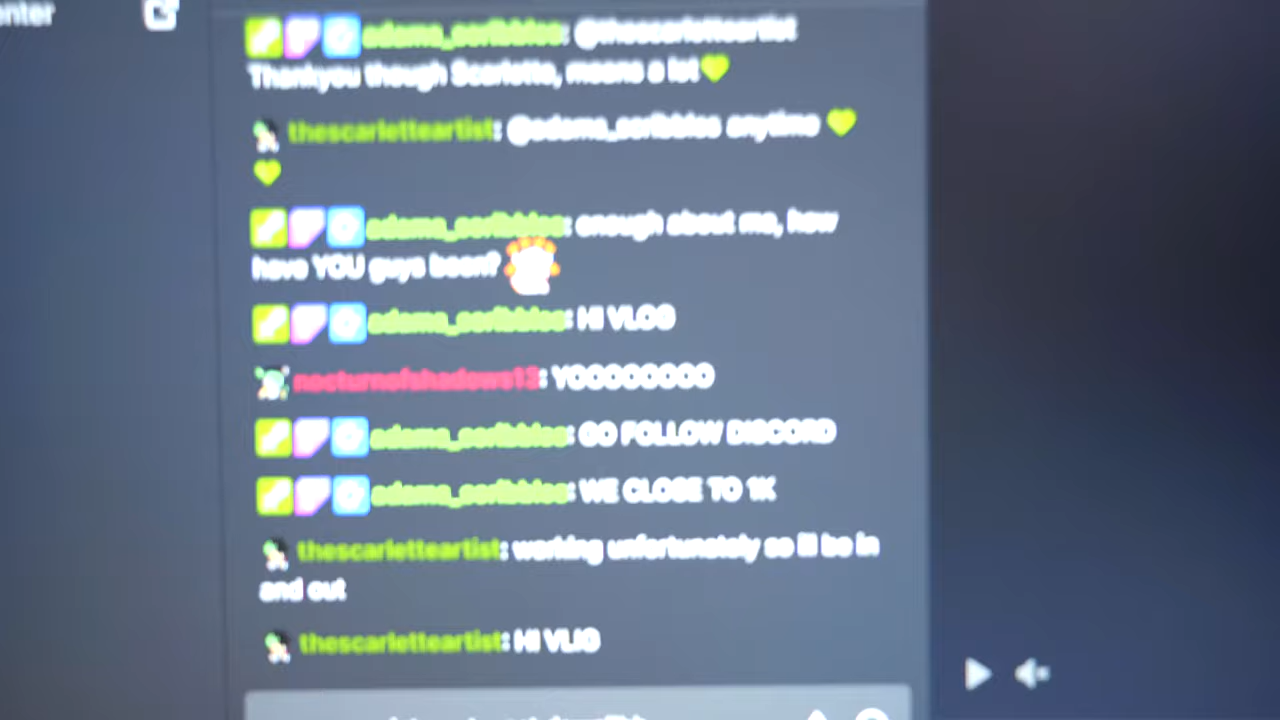 adams_scribbles: @thescarletteartist
Thankyou though Scarlette, means a lot💚
thescarletteartist: @adams_scribbles anytime 💚
💚
adams_scribbles: enough about me, how
have YOU guys been?
adams_scribbles: HI VLOG
nocturnofshadows13: YOOOOOOOO
adams_scribbles: GO FOLLOW DISCORD
adams_scribbles: WE CLOSE TO 1K
thescarletteartist: working unfortunately so ill be in
and out
thescarletteartist: HI VLIG